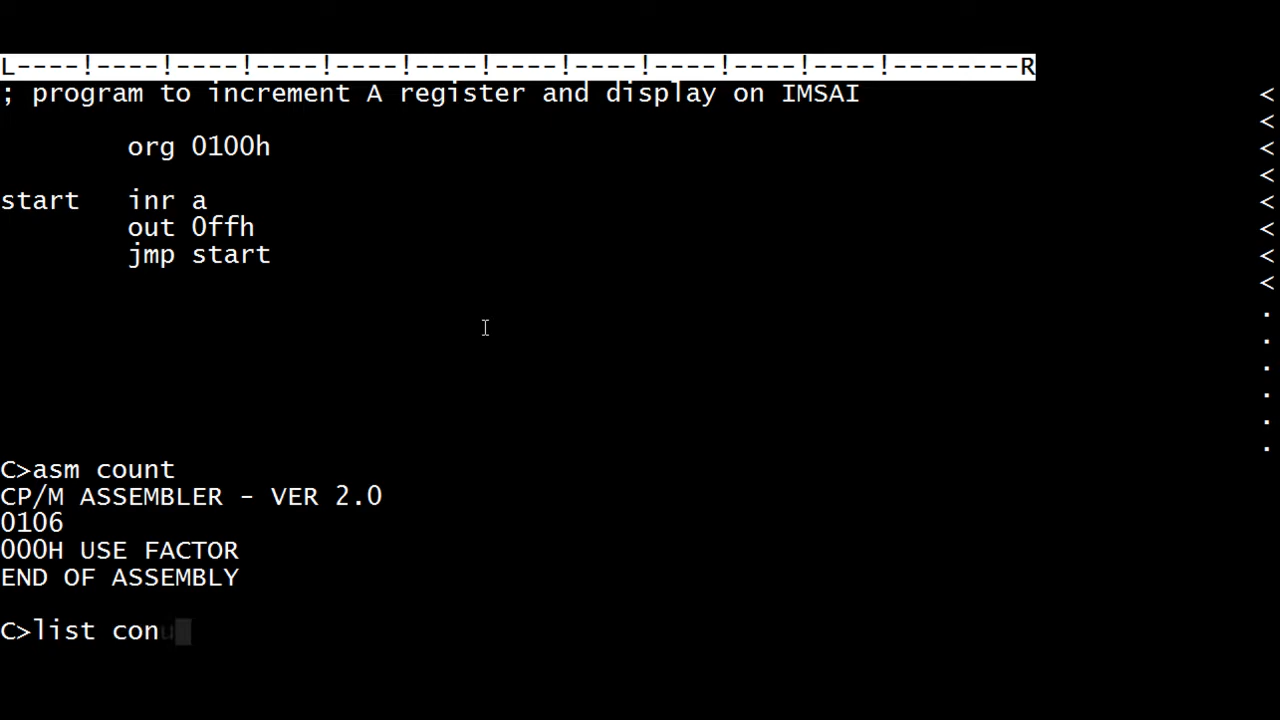 L----!----!----!----!----!----!----!----!----!----!----!--------R
; program to increment A register and display on IMSAI <
<
org 0100h <
<
start inr a <
out 0ffh <
jmp start <
<
.
.
.
.
.
.
C>asm count
CP/M ASSEMBLER - VER 2.0
0106
000H USE FACTOR
END OF ASSEMBLY
C>list conu